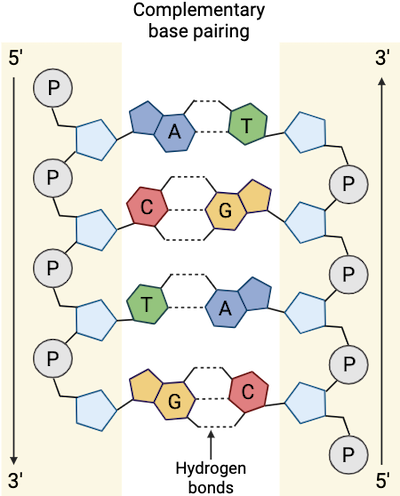 Complementary
base pairing
5'
3'
P
A
T
P
P
C
G
P
P
T
A
P
P
G
C
P
3'
Hydrogen
bonds
5'